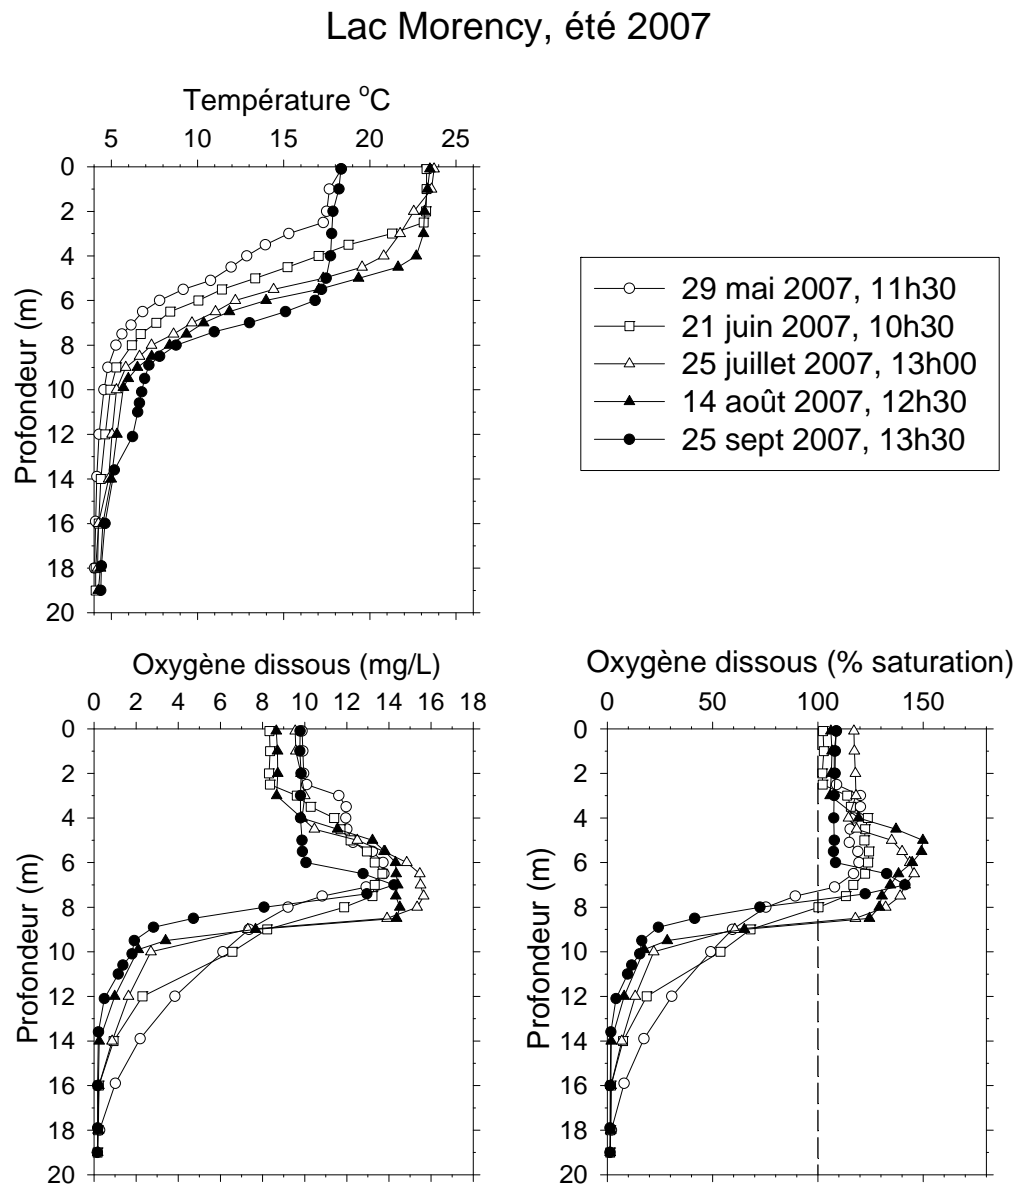 Lac Morency, été 2007
Température °C
5 10 15 20 25
0
2
4
6
8
10
12
14
16
18
20
Profondeur (m)
29 mai 2007, 11h30
21 juin 2007, 10h30
25 juillet 2007, 13h00
14 août 2007, 12h30
25 sept 2007, 13h30
Oxygène dissous (mg/L)
0 2 4 6 8 10 12 14 16 18
0
2
4
6
8
10
12
14
16
18
20
Profondeur (m)
Oxygène dissous (% saturation)
0 50 100 150
0
2
4
6
8
10
12
14
16
18
20
Profondeur (m)